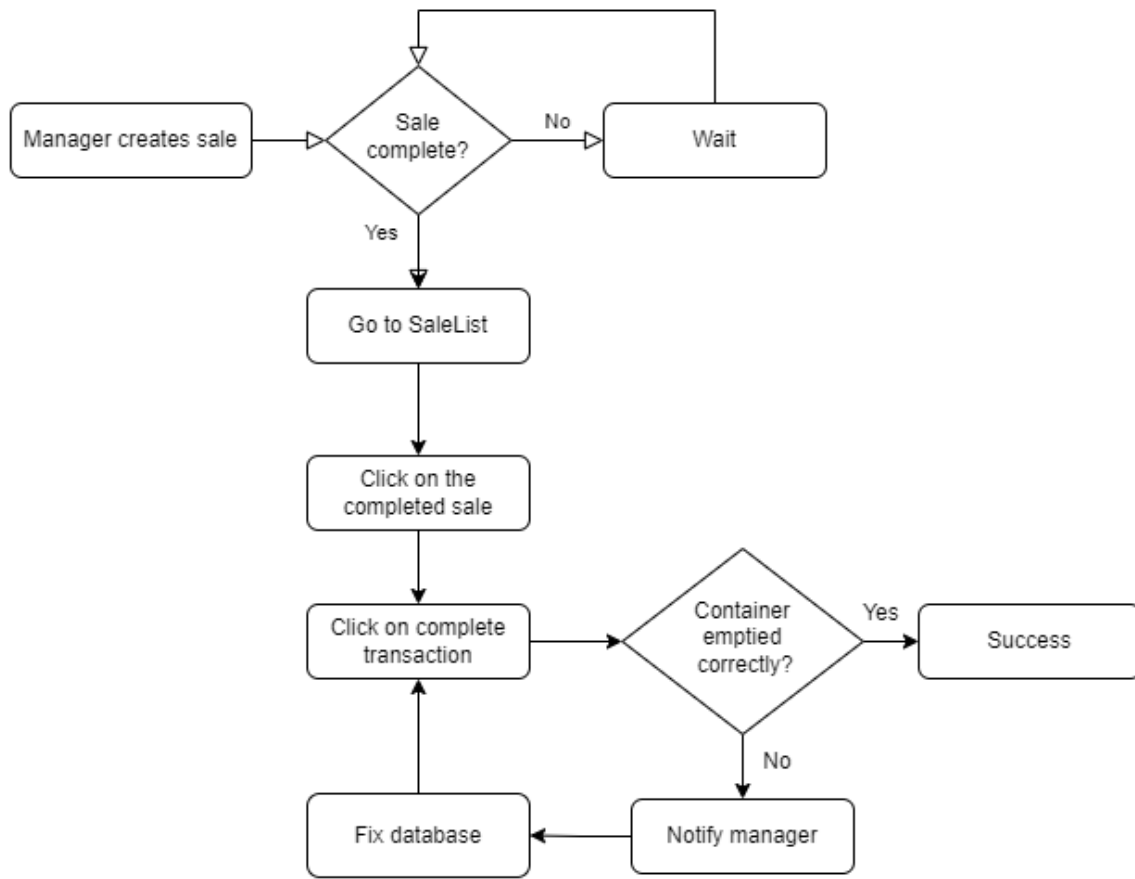 Manager creates sale
Sale
complete?
No
Wait
Yes
Go to SaleList
Click on the
completed sale
Click on complete
transaction
Container
emptied
correctly?
Yes
Success
No
Notify manager
Fix database